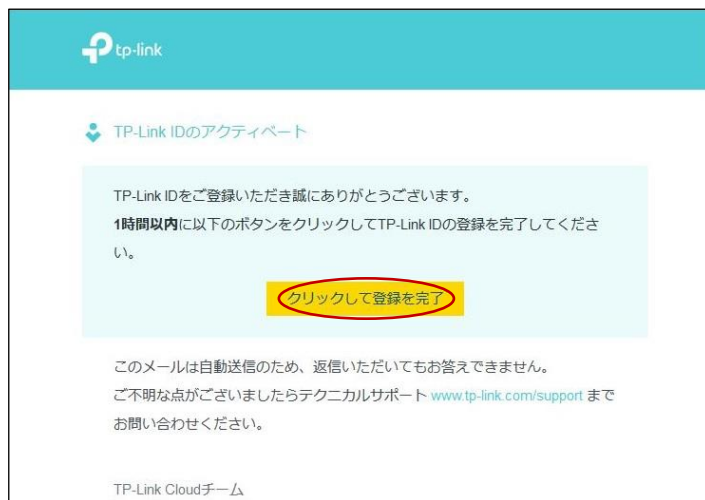 tp-link
TP-Link IDのアクティベート
TP-Link IDをご登録いただき誠にありがとうございます。
1時間以内に以下のボタンをクリックしてTP-Link IDの登録を完了してくださ
い。
クリックして登録を完了
このメールは自動送信のため、返信いただいてもお答えできません。
ご不明な点がございましたらテクニカルサポート www.tp-link.com/support まで
お問い合わせください。
TP-Link Cloudチーム